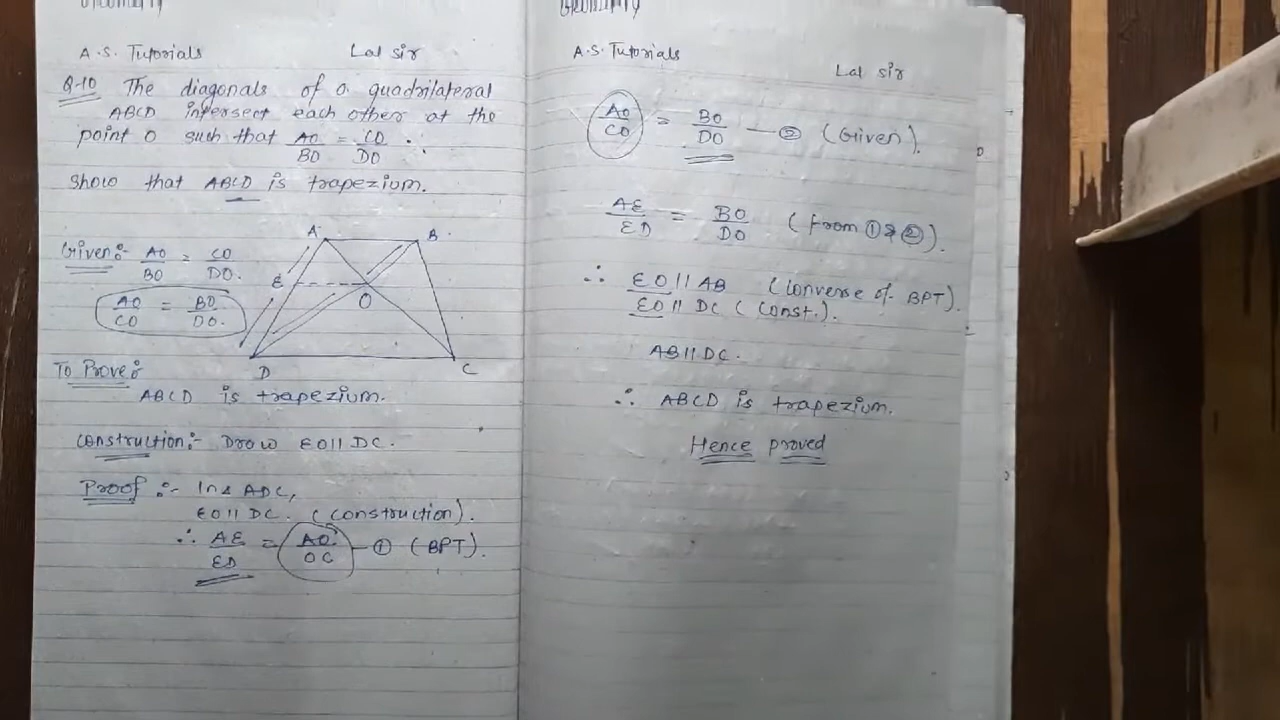 Geometry
A.S. Tutorials Lal sir
Q-10 The diagonals of a quadrilateral
ABCD intersect each other at the
point O such that AO/BO = CO/DO ∵
Show that ABCD is trapezium.
Given:- AO/BO = CO/DO.
AO/CO = BO/DO.
A B
E O
D C
To Prove:
ABCD is trapezium.
Construction:- Draw EO || DC.
Proof :- In Δ ADC,
EO || DC. (construction).
∴ AE/ED = AO/OC — ① (BPT).
Geometry
A.S. Tutorials
Lal sir
AO/CO = BO/DO — ② (Given).
AE/ED = BO/DO (from ① & ②).
∴ EO || AB (converse of BPT).
EO || DC (Const.).
AB || DC.
∴ ABCD is trapezium.
Hence proved